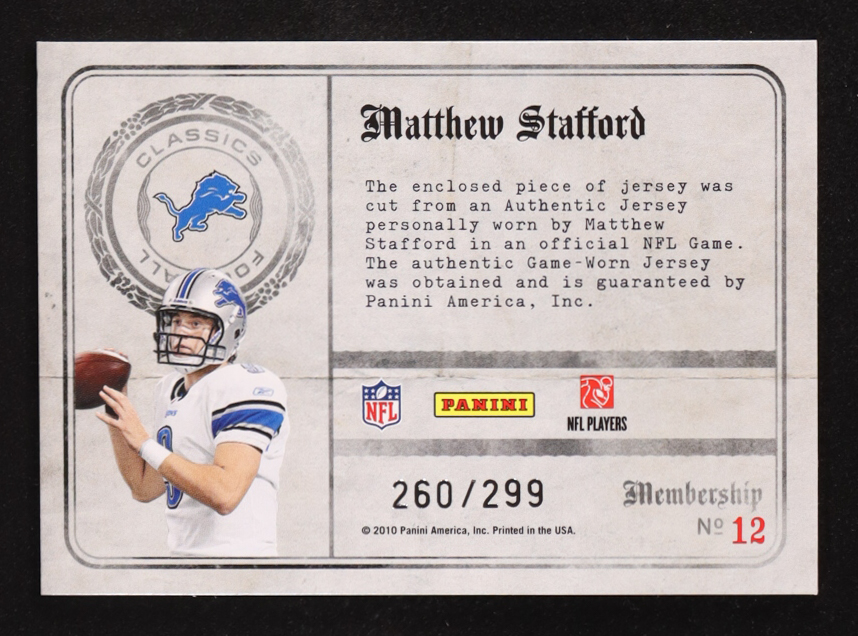 CLASSICS
FOOTBALL
Matthew Stafford
The enclosed piece of jersey was
cut from an Authentic Jersey
personally worn by Matthew
Stafford in an official NFL Game.
The authentic Game-Worn Jersey
was obtained and is guaranteed by
Panini America, Inc.
NFL
PANINI
NFL PLAYERS
260/299
© 2010 Panini America, Inc. Printed in the USA.
Membership
Nº 12